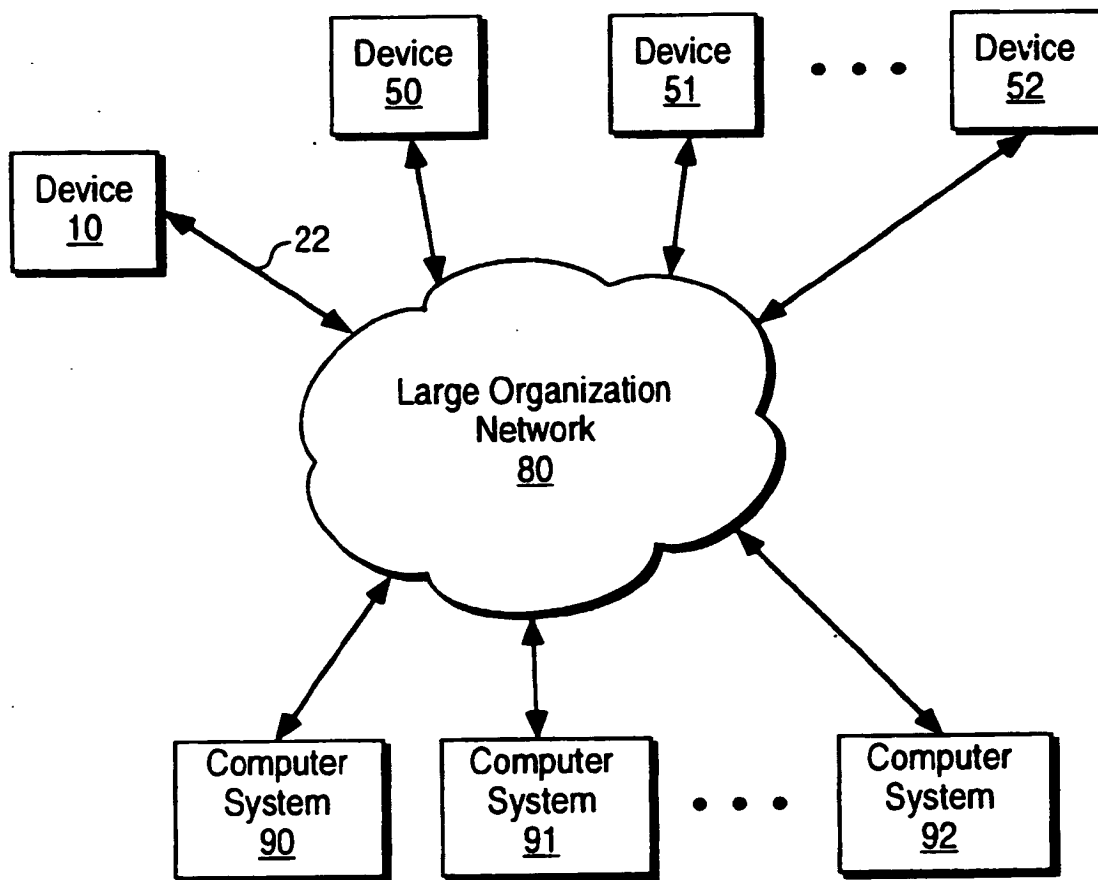 Device
50
Device
51
Device
52
Device
10
22
Large Organization
Network
80
Computer
System
90
Computer
System
91
Computer
System
92